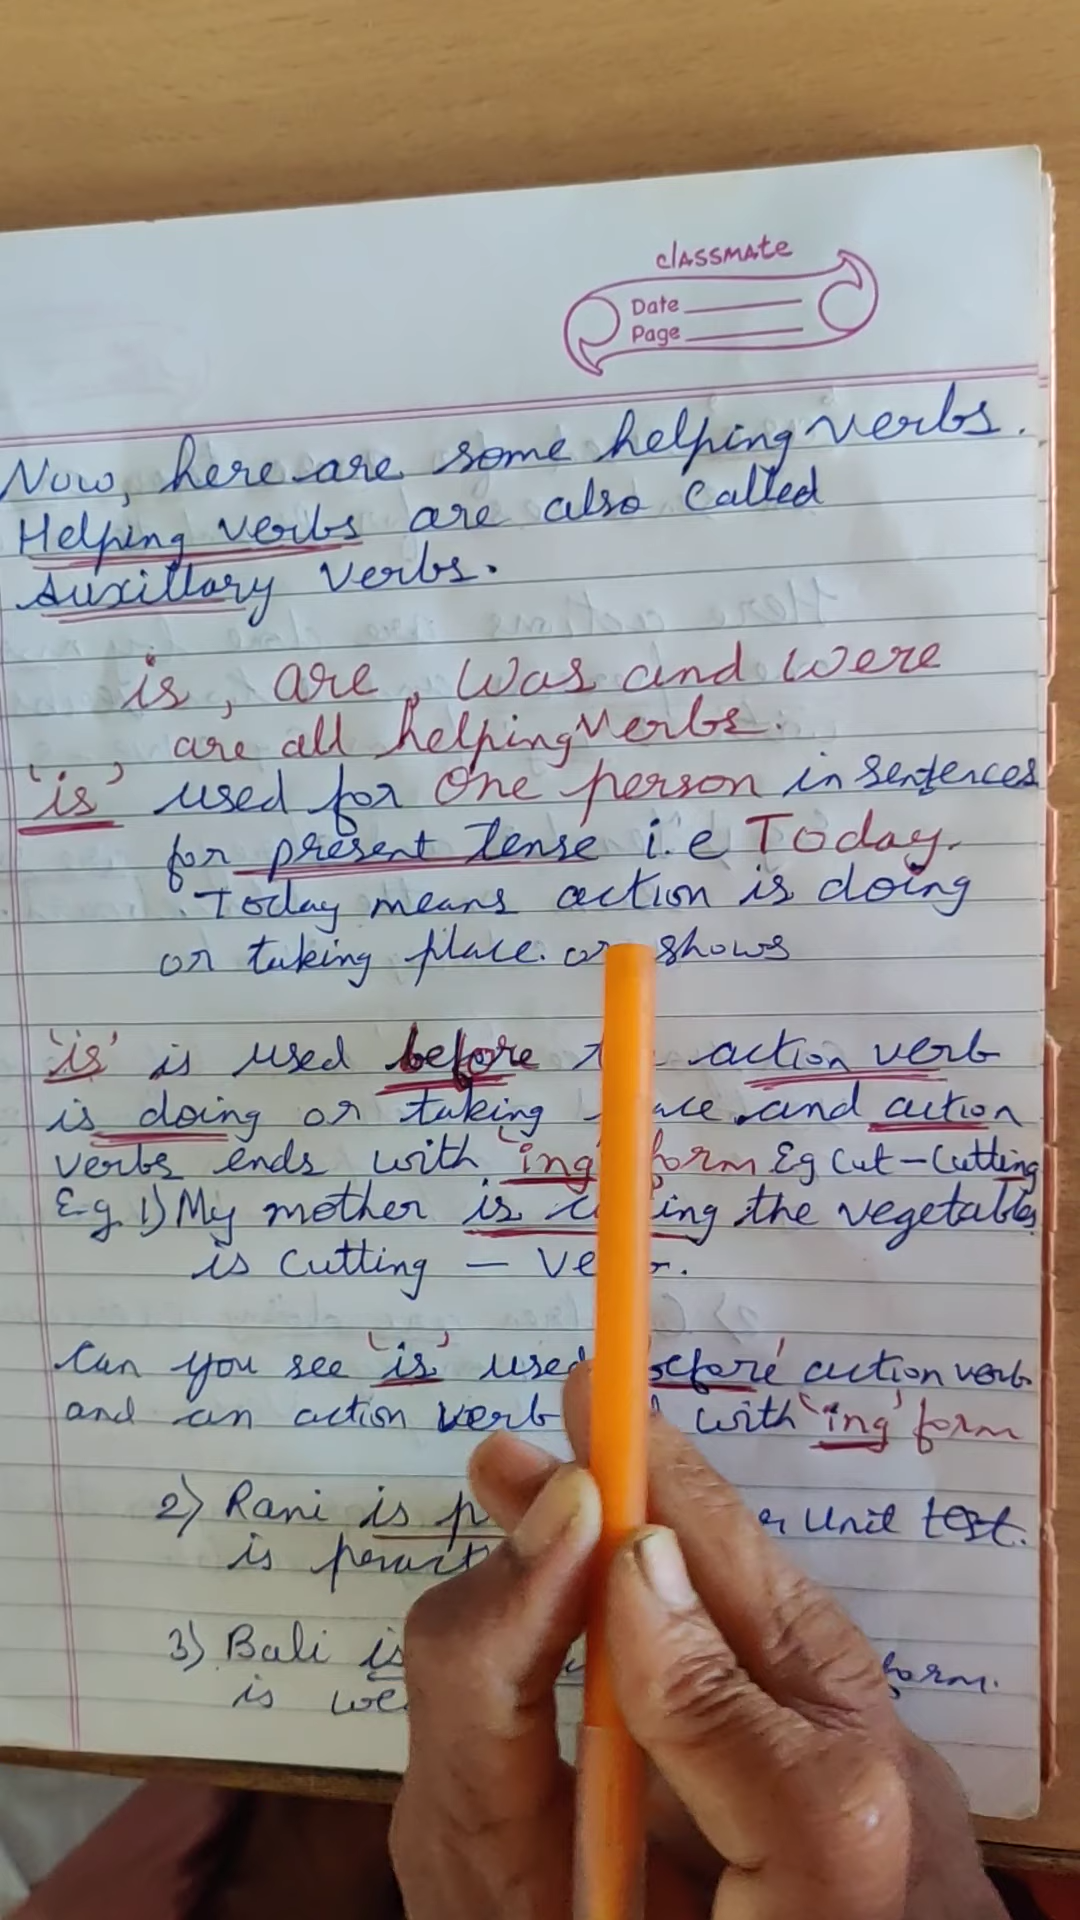 classmate
Date
Page
Now, here are some helping verbs.
Helping verbs are also called
Auxillary verbs.
is, are, was and were
are all helping verbs.
'is' used for one person in sentences
for present tense i.e Today.
Today means action is doing
or taking place. or shows
'is' is used before action verb
is doing or taking and action
verbs ends with 'ing' form Eg Cut-Cutting
Eg. 1) My mother is the vegetables
is cutting –
Can you see 'is' used before' action verb
and an action verb with 'ing' form
2) Rani is Unit test.
is
3) Bali is
is